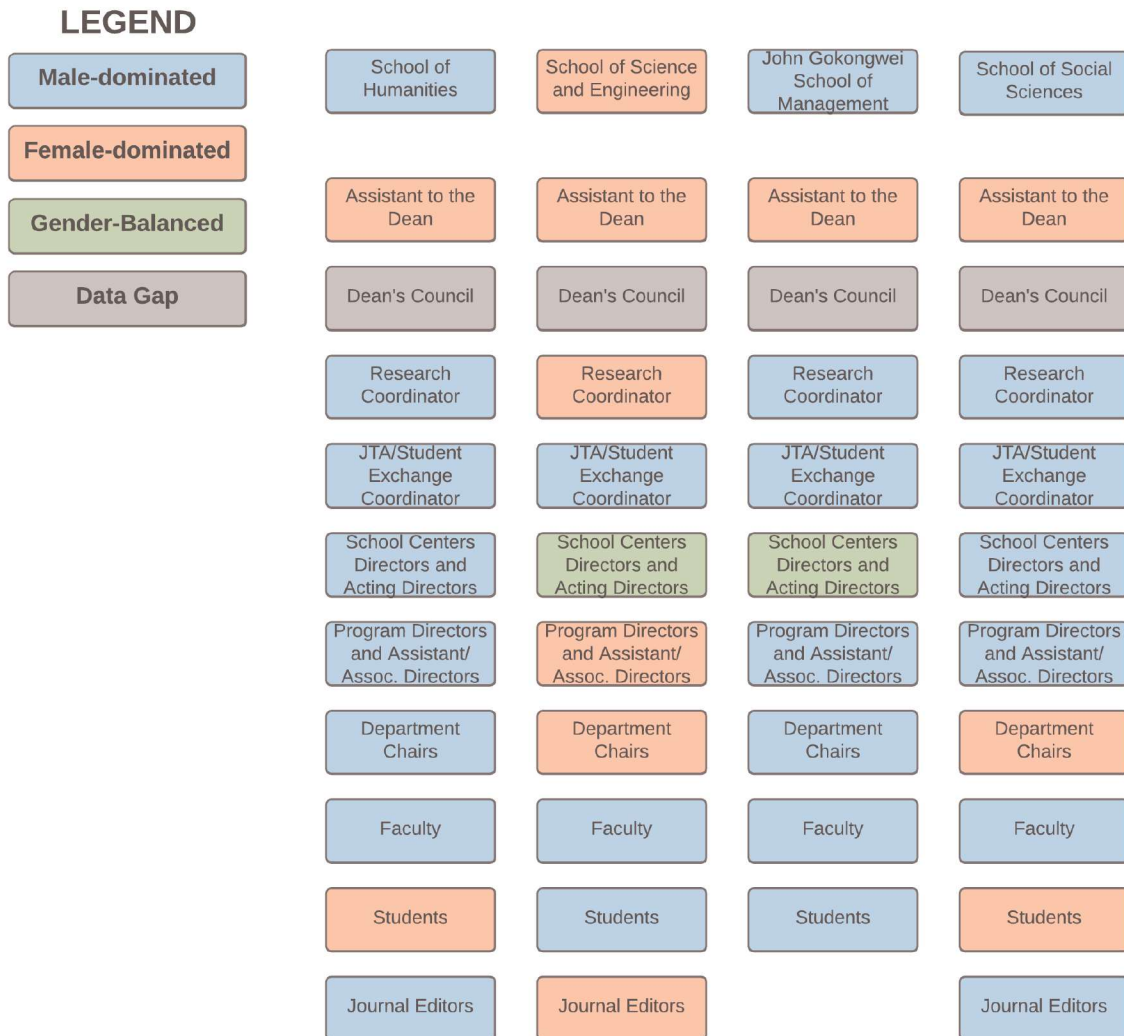 LEGEND
Male-dominated
Female-dominated
Gender-Balanced
Data Gap
School of
Humanities
School of Science
and Engineering
John Gokongwei
School of
Management
School of Social
Sciences
Assistant to the
Dean
Assistant to the
Dean
Assistant to the
Dean
Assistant to the
Dean
Dean's Council
Dean's Council
Dean's Council
Dean's Council
Research
Coordinator
Research
Coordinator
Research
Coordinator
Research
Coordinator
JTA/Student
Exchange
Coordinator
JTA/Student
Exchange
Coordinator
JTA/Student
Exchange
Coordinator
JTA/Student
Exchange
Coordinator
School Centers
Directors and
Acting Directors
School Centers
Directors and
Acting Directors
School Centers
Directors and
Acting Directors
School Centers
Directors and
Acting Directors
Program Directors
and Assistant/
Assoc. Directors
Program Directors
and Assistant/
Assoc. Directors
Program Directors
and Assistant/
Assoc. Directors
Program Directors
and Assistant/
Assoc. Directors
Department
Chairs
Department
Chairs
Department
Chairs
Department
Chairs
Faculty
Faculty
Faculty
Faculty
Students
Students
Students
Students
Journal Editors
Journal Editors
Journal Editors